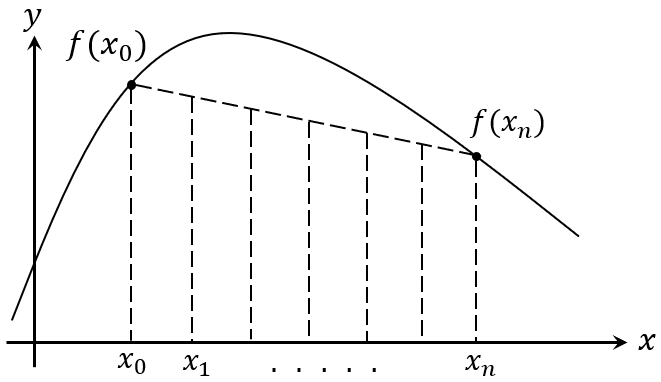 y
f(x₀)
f(xₙ)
x
x₀ x₁ . . . . . xₙ